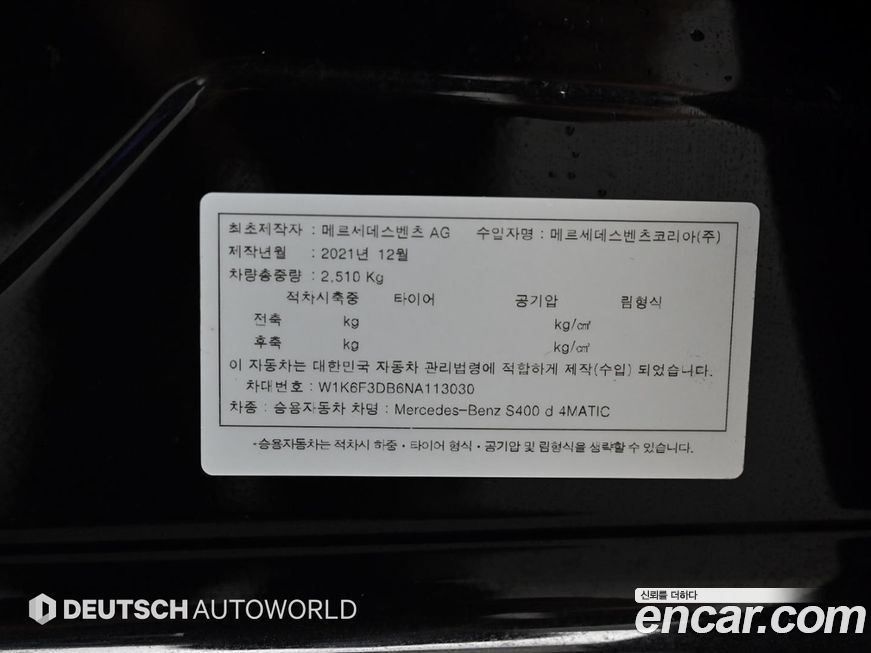 최초제작자 : 메르세데스벤츠 AG 수입자명 : 메르세데스벤츠코리아(주)
제작년월 : 2021년 12월
차량총중량 : 2,510 Kg
적차시축중 타이어 공기압 림형식
전축 kg kg/㎠
후축 kg kg/㎠
이 자동차는 대한민국 자동차 관리법령에 적합하게 제작(수입) 되었습니다.
차대번호 : W1K6F3DB6NA113030
차종 : 승용자동차 차명 : Mercedes-Benz S400 d 4MATIC
-승용자동차는 적차시 하중·타이어 형식·공기압 및 림형식을 생략할 수 있습니다.
DEUTSCH AUTOWORLD
신뢰를 더하다
encar.com